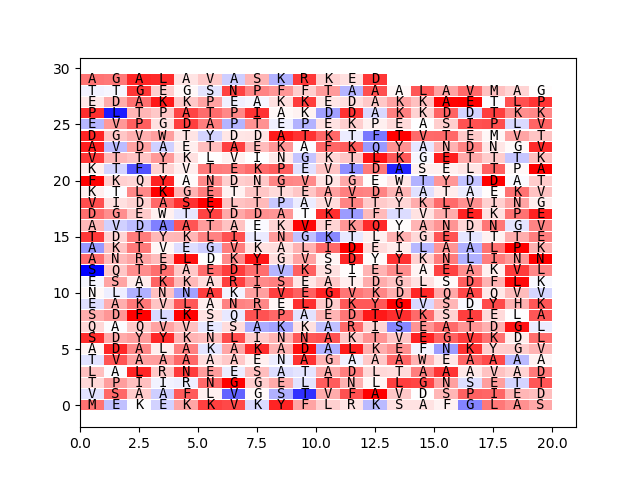 30
A G A L A V A S K R K E D
T T G E G S N P F F T A A A L A V M A G
E D A K K P E A K K E D A K K A E T L P
P L T P A T P I A K D D A K K D D T K K
25 E V P G D A P T E P E K P E A S T P L V
D G V W T Y D D A T K T F T V T E M V T
A V D A E T A E K A F K Q Y A N D N G V
V T T Y K L V I N G K T L K G E T T T K
K T F T V T E K P E V I D A S E L T P A
20 F K Q Y A N D N G V D G E W T Y D D A T
K T L K G E T T T E A V D A A T A E K V
V I D A S E L T P A V T T Y K L V I N G
D G E W T Y D D A T K T F T V T E K P E
A V D A A T A E K V F K Q Y A N D N G V
15 T D T Y K L I L N G K T L K G E T T T E
A F T V E G V K A L I D E I L A A L P K
A N R E L D K Y G V S D Y Y K N L I N N
S Q T P A E D T V K S I E L A E A K V L
E S A K K A R I S E A T D G L S D F L K
10 N L I N N A K T V E G V K D L Q A Q V V
E A K V L A N R E L D K Y G V S D Y H K
S D F L K S Q T P A E D T V K S I E L A
Q A Q V V E S A K K A R I S E A T D G L
S D Y Y K N L I N N A K T V E G V K D L
5 A D A L A K A K A D A L K E F N K Y G V
T V A A A A A E N A G A A A W E A A A A
L A I R N E E S A T A D L T A A A V A D
T P I I R N G G E L T N L L G N S E T T
V S A A F L V G S T V F A V D S P T E D
0 M E K E K K V K Y F L R K S A F G L A S
0.0 2.5 5.0 7.5 10.0 12.5 15.0 17.5 20.0